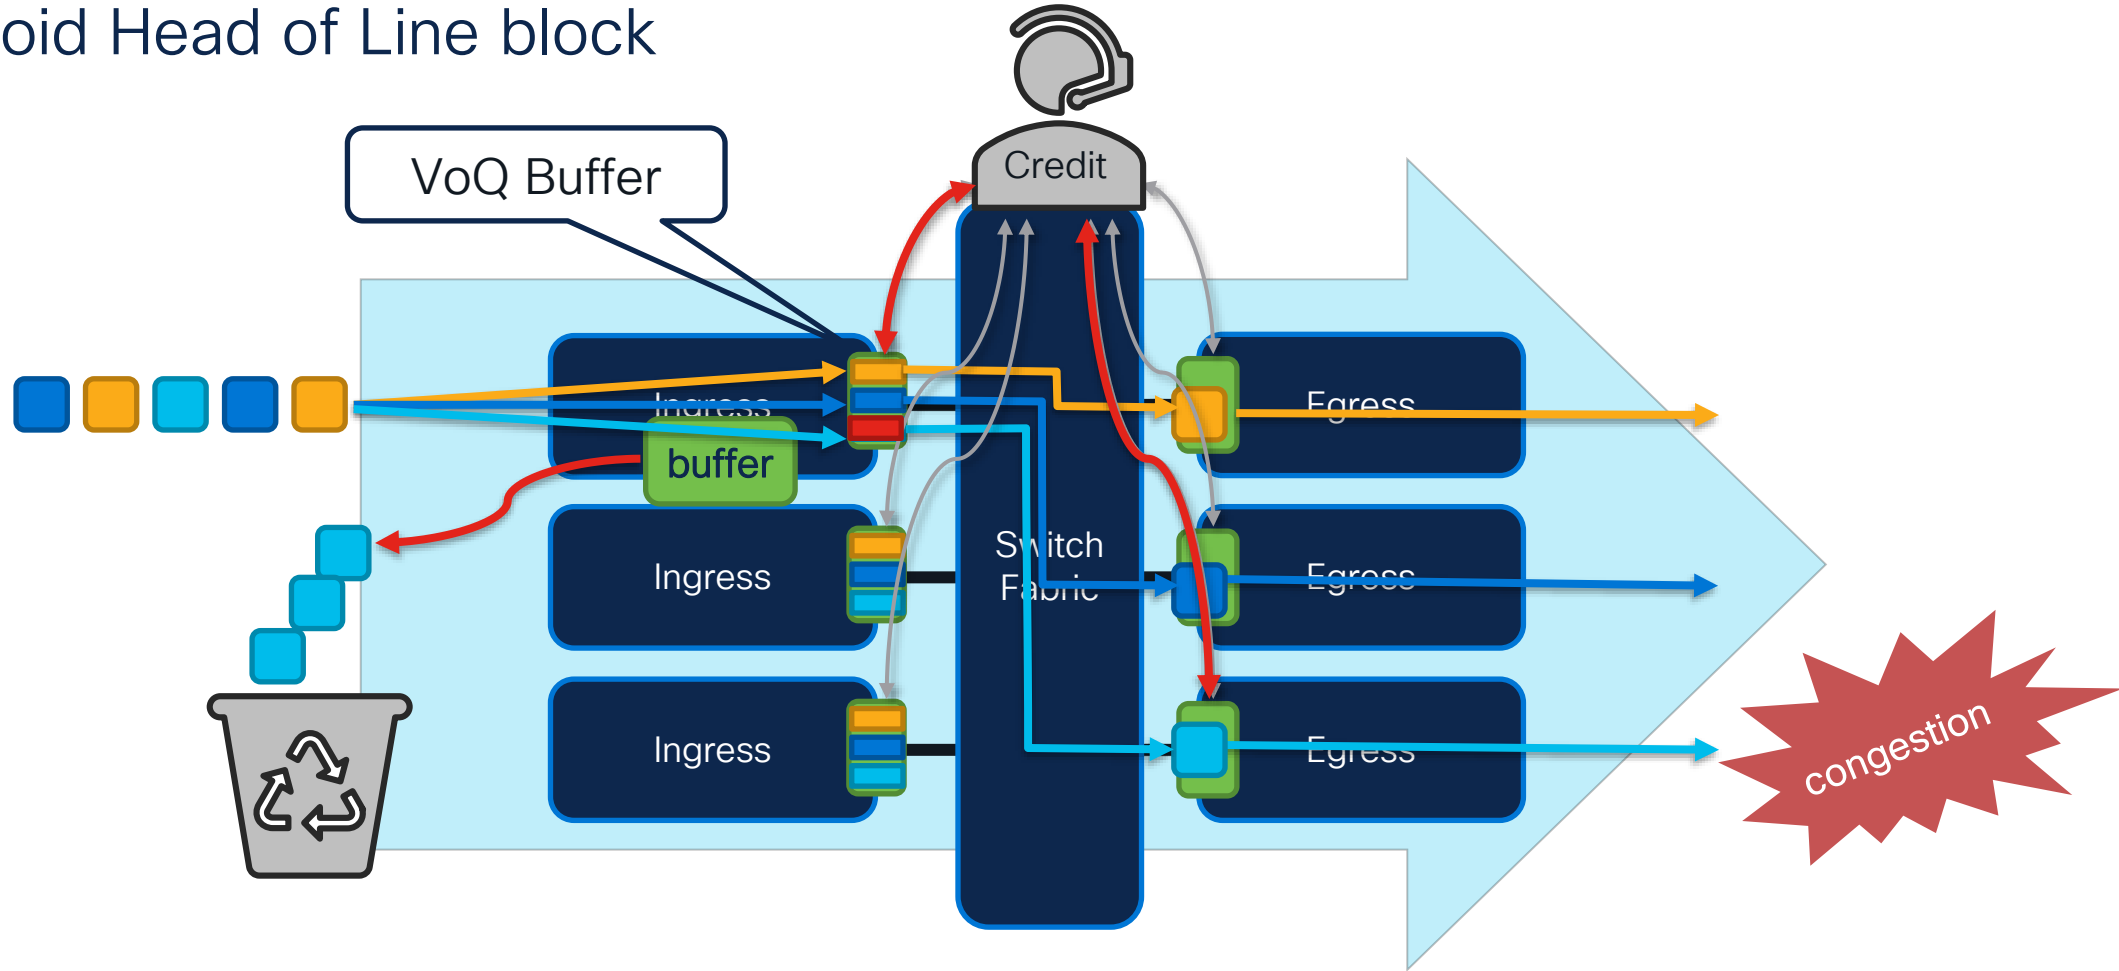 oid Head of Line block
VoQ Buffer
Credit
Ingress
buffer
Egress
Switch
Fabric
Ingress
Egress
Ingress
Egress
congestion